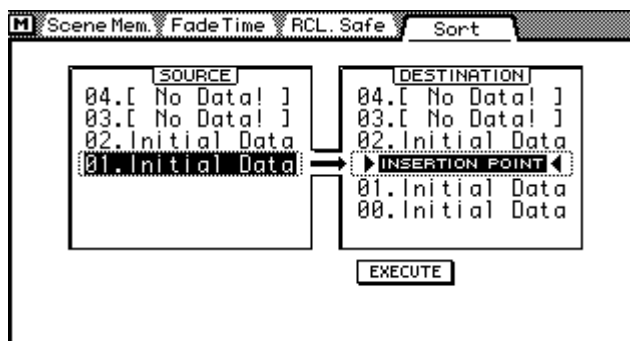 M Scene Mem. Fade Time RCL. Safe Sort
SOURCE
04.[ No Data! ]
03.[ No Data! ]
02.Initial Data
01.Initial Data
DESTINATION
04.[ No Data! ]
03.[ No Data! ]
02.Initial Data
INSERTION POINT
01.Initial Data
00.Initial Data
EXECUTE